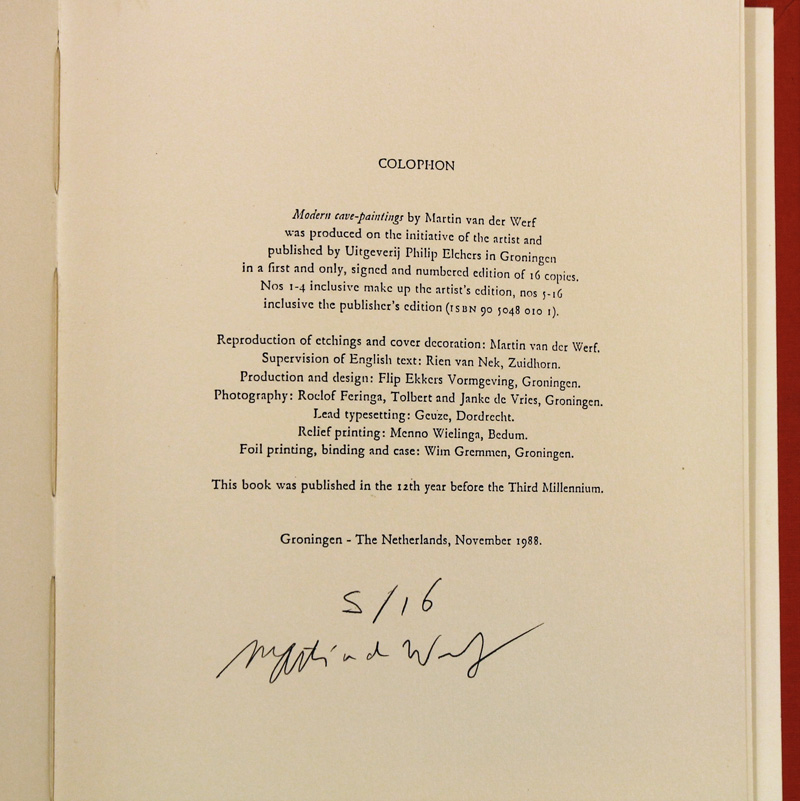 COLOPHON
Modern cave-paintings by Martin van der Werf
was produced on the initiative of the artist and
published by Uitgeverij Philip Elchers in Groningen
in a first and only, signed and numbered edition of 16 copies.
Nos 1-4 inclusive make up the artist's edition, nos 5-16
inclusive the publisher's edition (ISBN 90 5048 010 1).
Reproduction of etchings and cover decoration: Martin van der Werf.
Supervision of English text: Rien van Nek, Zuidhorn.
Production and design: Flip Ekkers Vormgeving, Groningen.
Photography: Roelof Feringa, Tolbert and Janke de Vries, Groningen.
Lead typesetting: Geuze, Dordrecht.
Relief printing: Menno Wielinga, Bedum.
Foil printing, binding and case: Wim Gremmen, Groningen.
This book was published in the 12th year before the Third Millennium.
Groningen - The Netherlands, November 1988.
5/16